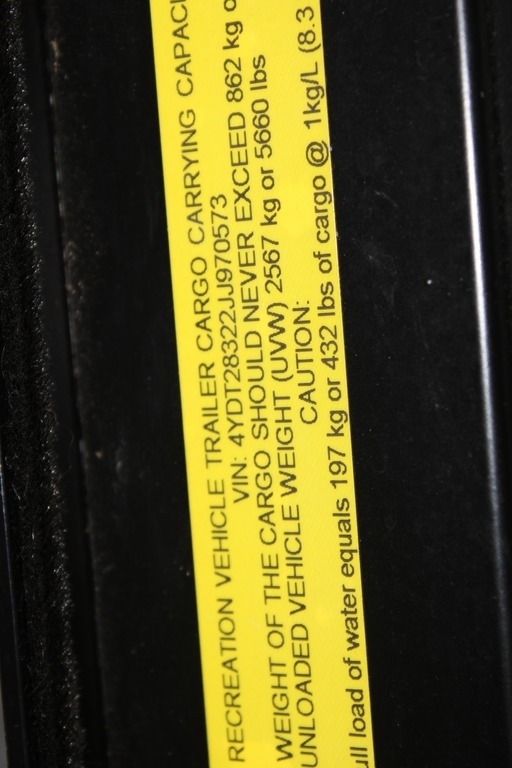 RECREATION VEHICLE TRAILER CARGO CARRYING CAPACI
VIN: 4YDT28322JJ970573
WEIGHT OF THE CARGO SHOULD NEVER EXCEED 862 kg o
UNLOADED VEHICLE WEIGHT (UVW) 2567 kg or 5660 lbs
CAUTION:
ull load of water equals 197 kg or 432 lbs of cargo @ 1kg/L (8.3